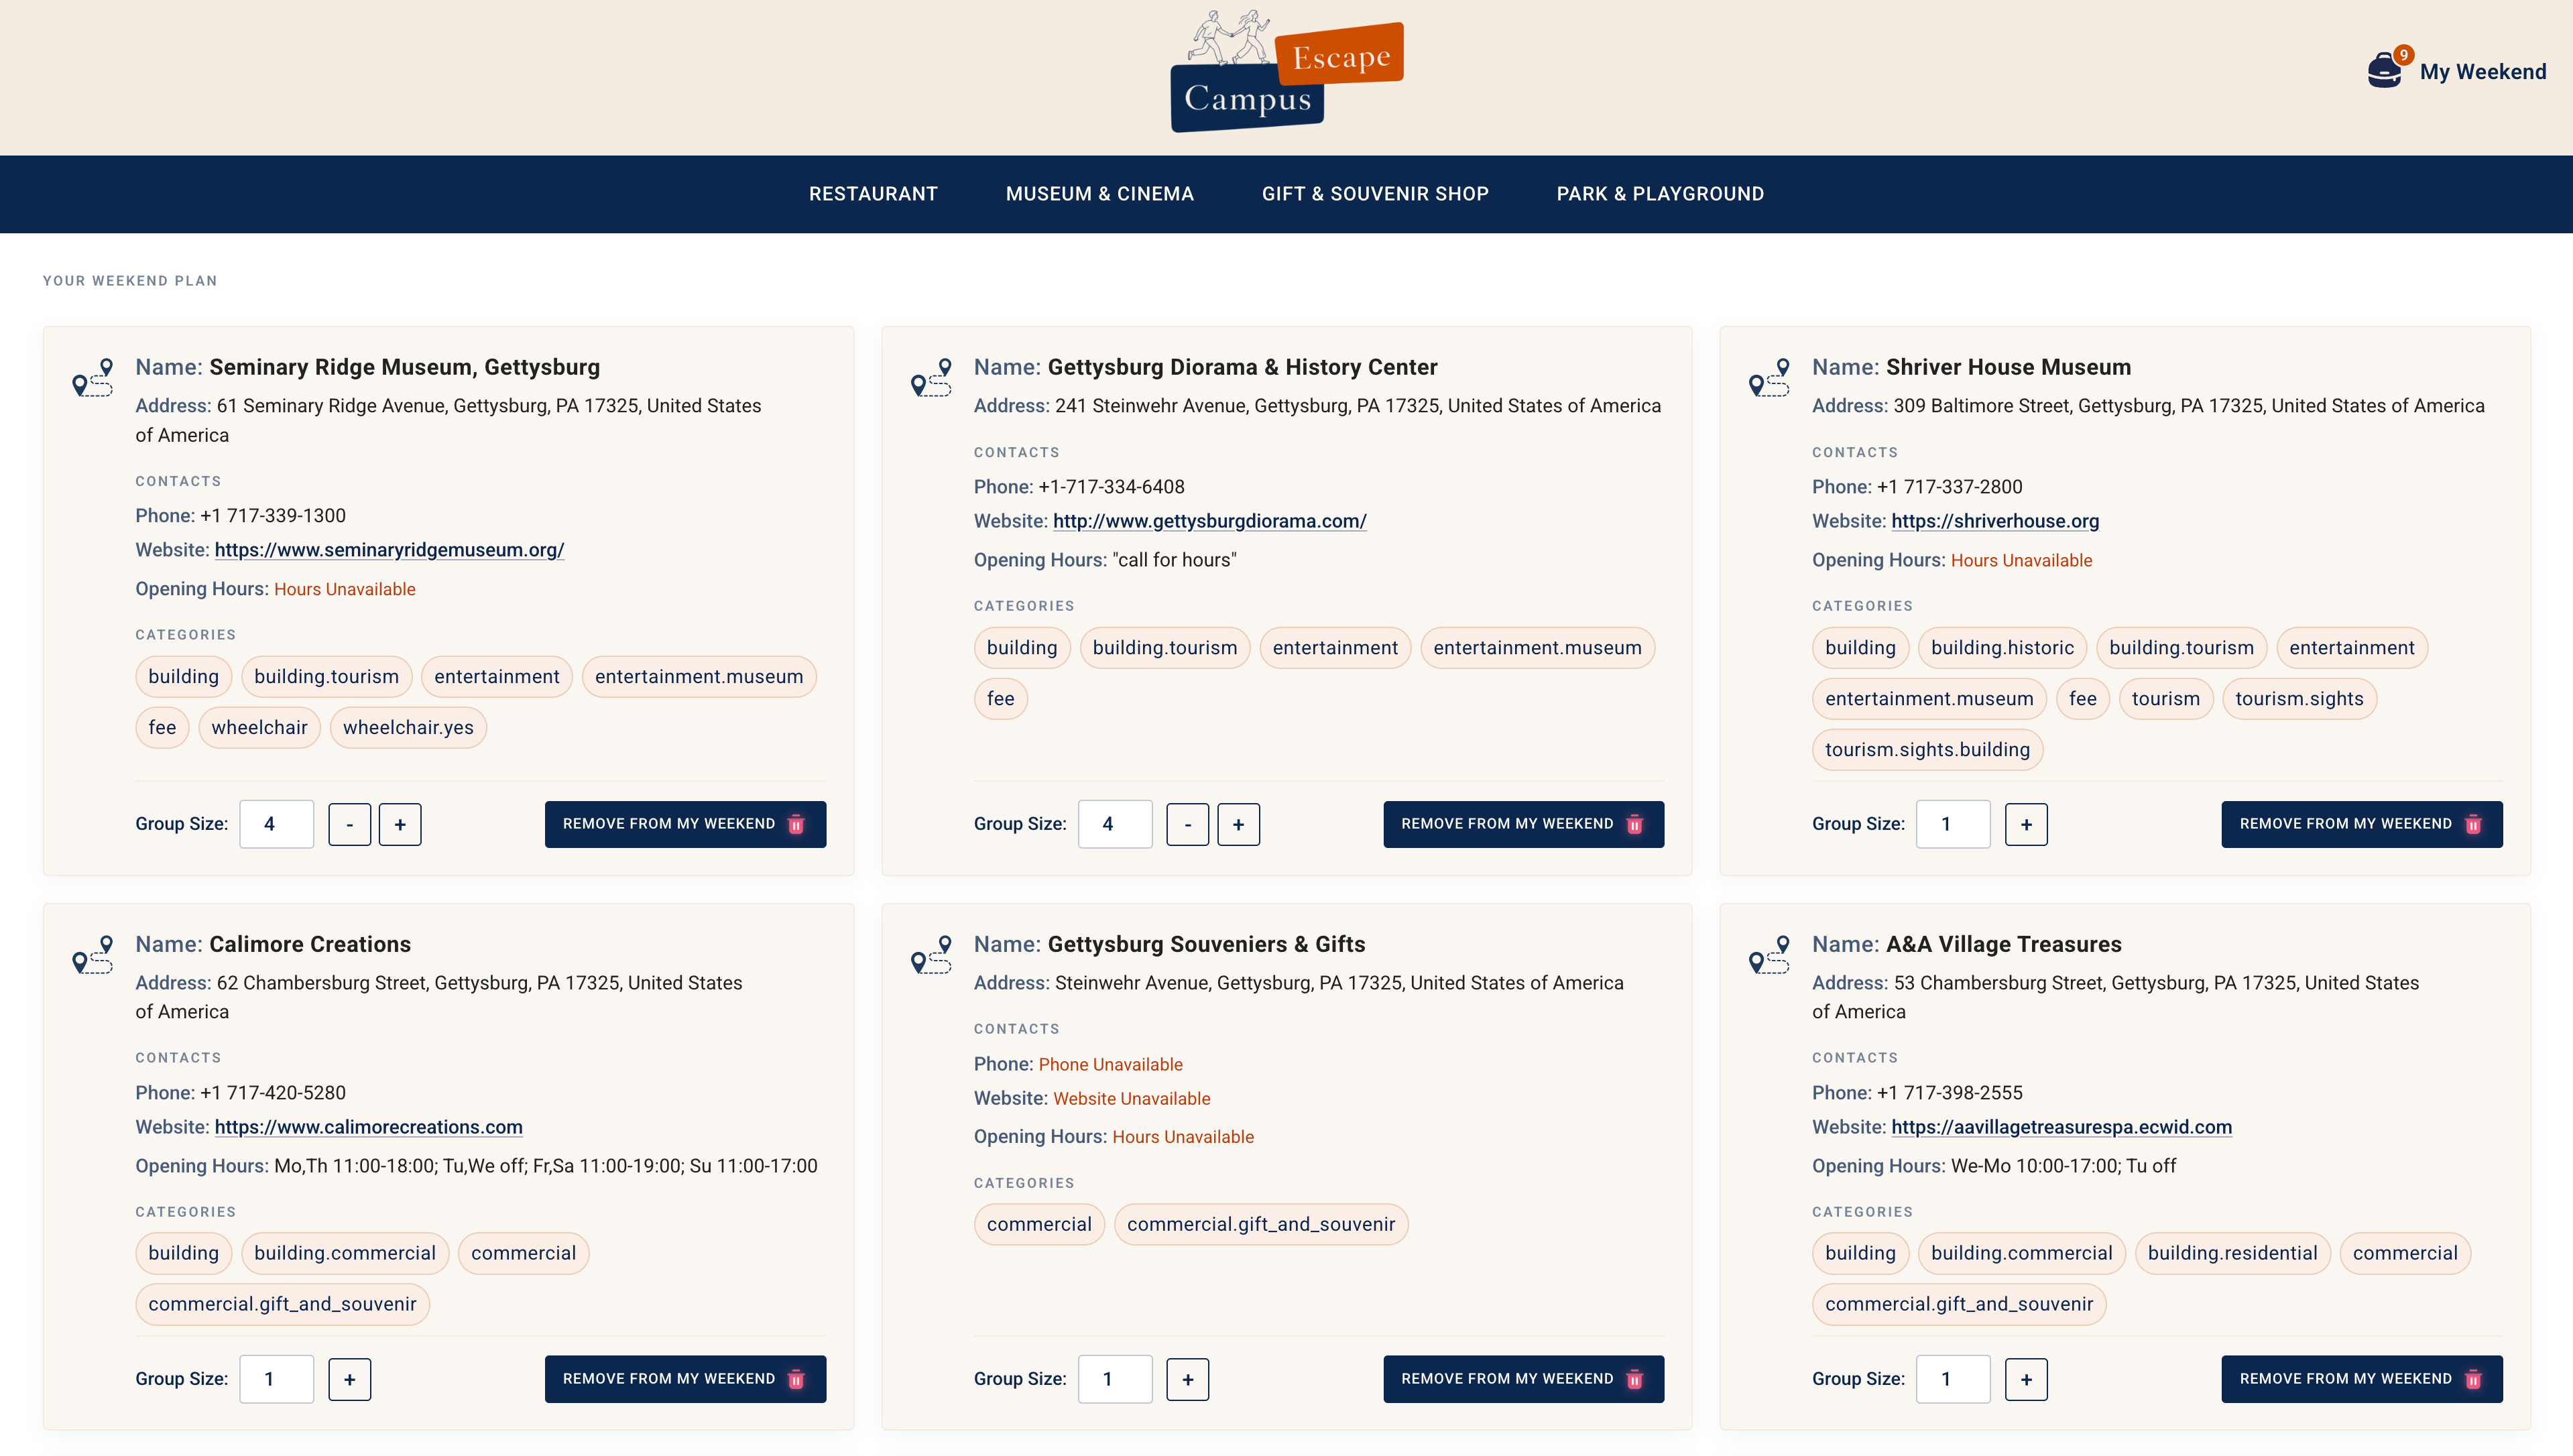 Escape
Campus
9
My Weekend
RESTAURANT
MUSEUM & CINEMA
GIFT & SOUVENIR SHOP
PARK & PLAYGROUND
YOUR WEEKEND PLAN
Name: Seminary Ridge Museum, Gettysburg
Address: 61 Seminary Ridge Avenue, Gettysburg, PA 17325, United States
of America
CONTACTS
Phone: +1 717-339-1300
Website: https://www.seminaryridgemuseum.org/
Opening Hours: Hours Unavailable
CATEGORIES
building building.tourism entertainment entertainment.museum
fee wheelchair wheelchair.yes
Group Size: 4 - + REMOVE FROM MY WEEKEND
Name: Gettysburg Diorama & History Center
Address: 241 Steinwehr Avenue, Gettysburg, PA 17325, United States of America
CONTACTS
Phone: +1-717-334-6408
Website: http://www.gettysburgdiorama.com/
Opening Hours: "call for hours"
CATEGORIES
building building.tourism entertainment entertainment.museum
fee
Group Size: 4 - + REMOVE FROM MY WEEKEND
Name: Shriver House Museum
Address: 309 Baltimore Street, Gettysburg, PA 17325, United States of America
CONTACTS
Phone: +1 717-337-2800
Website: https://shriverhouse.org
Opening Hours: Hours Unavailable
CATEGORIES
building building.historic building.tourism entertainment
entertainment.museum fee tourism tourism.sights
tourism.sights.building
Group Size: 1 + REMOVE FROM MY WEEKEND
Name: Calimore Creations
Address: 62 Chambersburg Street, Gettysburg, PA 17325, United States
of America
CONTACTS
Phone: +1 717-420-5280
Website: https://www.calimorecreations.com
Opening Hours: Mo,Th 11:00-18:00; Tu,We off; Fr,Sa 11:00-19:00; Su 11:00-17:00
CATEGORIES
building building.commercial commercial
commercial.gift_and_souvenir
Group Size: 1 + REMOVE FROM MY WEEKEND
Name: Gettysburg Souveniers & Gifts
Address: Steinwehr Avenue, Gettysburg, PA 17325, United States of America
CONTACTS
Phone: Phone Unavailable
Website: Website Unavailable
Opening Hours: Hours Unavailable
CATEGORIES
commercial commercial.gift_and_souvenir
Group Size: 1 + REMOVE FROM MY WEEKEND
Name: A&A Village Treasures
Address: 53 Chambersburg Street, Gettysburg, PA 17325, United States
of America
CONTACTS
Phone: +1 717-398-2555
Website: https://aavillagetreasurespa.ecwid.com
Opening Hours: We-Mo 10:00-17:00; Tu off
CATEGORIES
building building.commercial building.residential commercial
commercial.gift_and_souvenir
Group Size: 1 + REMOVE FROM MY WEEKEND